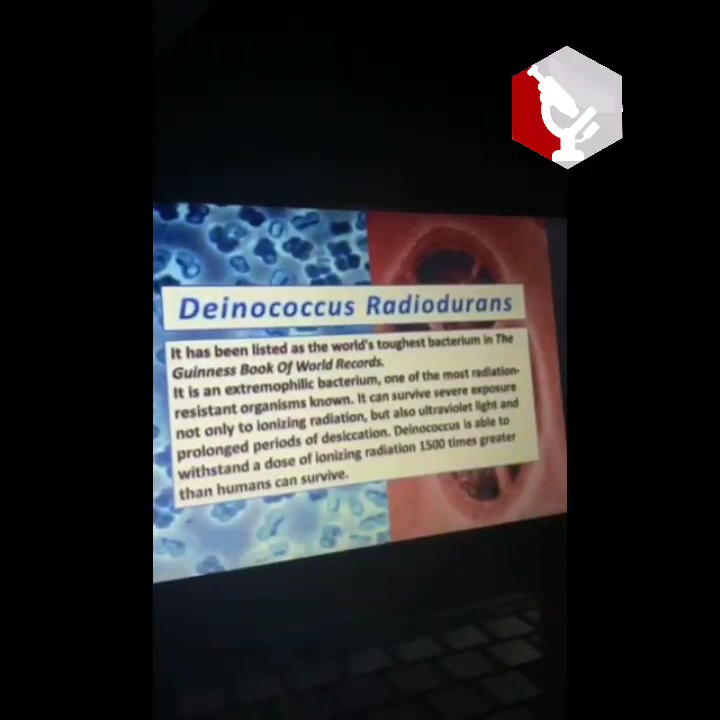 Deinococcus Radiodurans
It has been listed as the world's toughest bacterium in The
Guinness Book Of World Records.
It is an extremophilic bacterium, one of the most radiation-
resistant organisms known. It can survive severe exposure
not only to ionizing radiation, but also ultraviolet light and
prolonged periods of desiccation. Deinococcus is able to
withstand a dose of ionizing radiation 1500 times greater
than humans can survive.